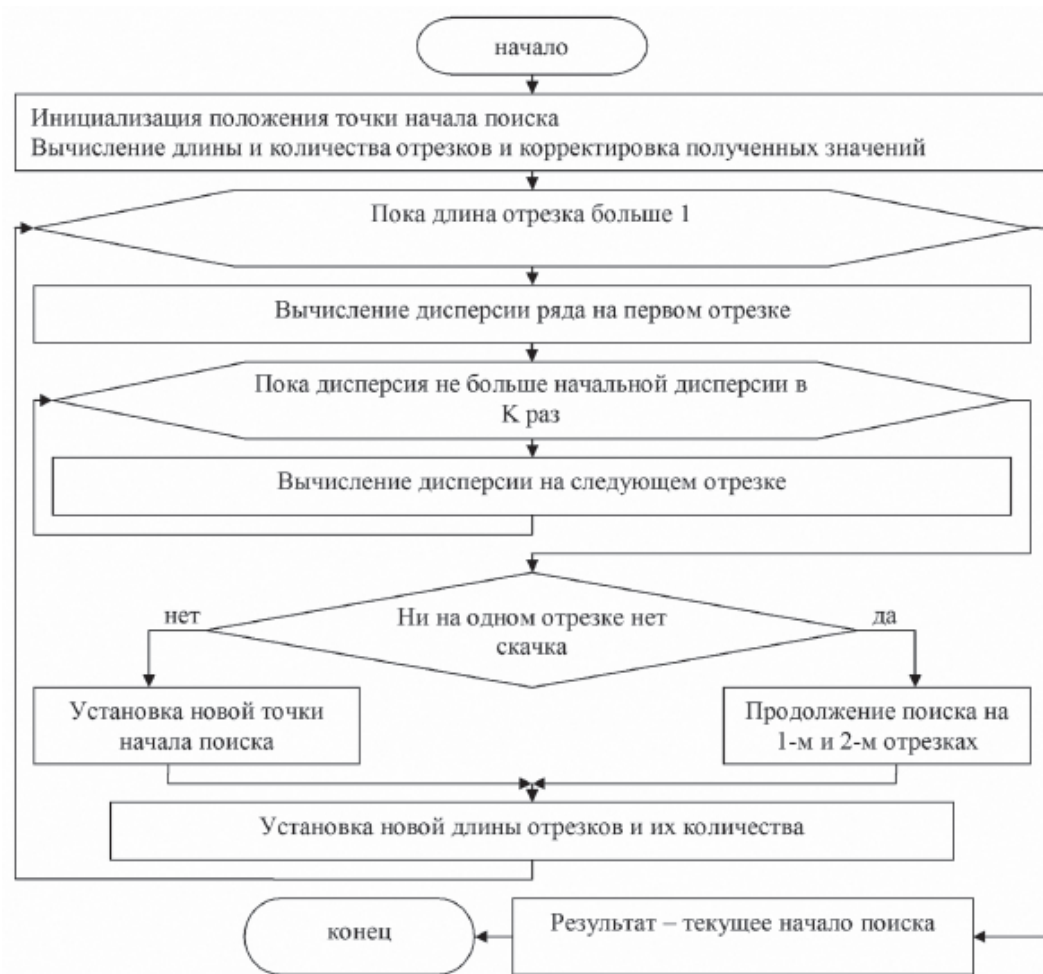 начало
Инициализация положения точки начала поиска
Вычисление длины и количества отрезков и корректировка полученных значений
Пока длина отрезка больше 1
Вычисление дисперсии ряда на первом отрезке
Пока дисперсия не больше начальной дисперсии в
K раз
Вычисление дисперсии на следующем отрезке
Ни на одном отрезке нет
скачка
нет
да
Установка новой точки
начала поиска
Продолжение поиска на
1-м и 2-м отрезках
Установка новой длины отрезков и их количества
Результат – текущее начало поиска
конец